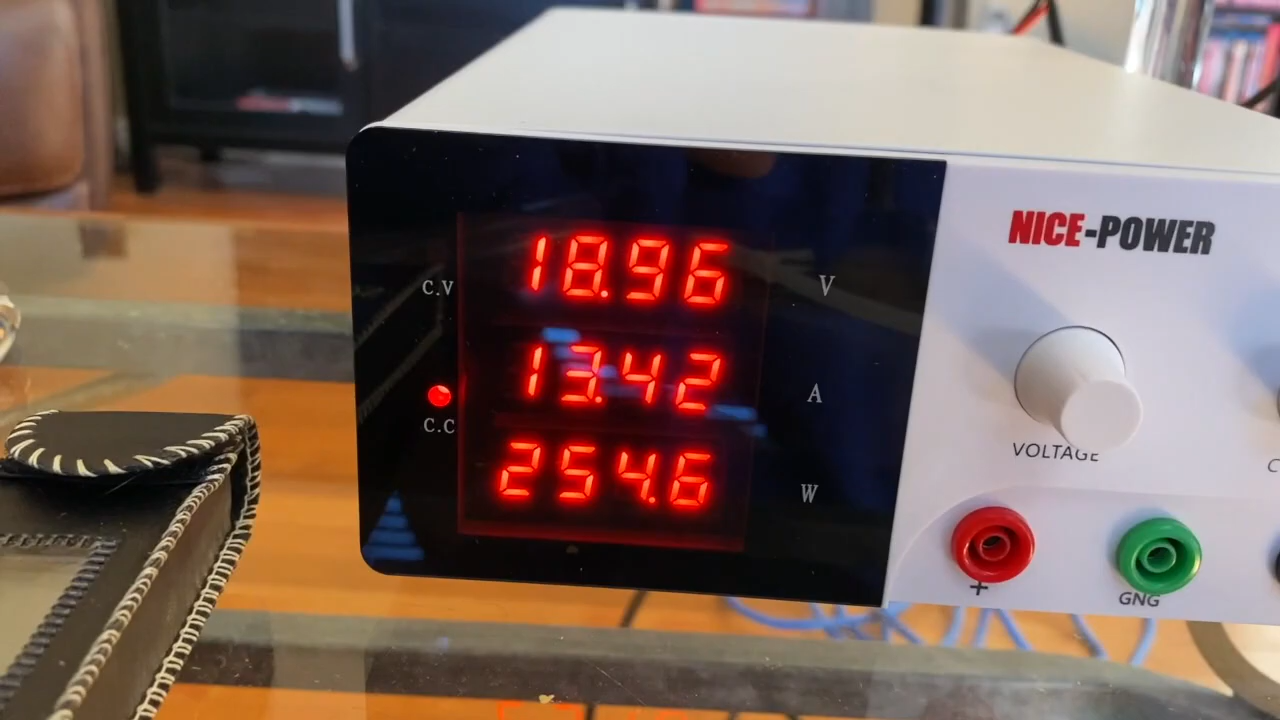 NICE-POWER
18.96 V
C.V
13.42 A
C.C
254.6 W
VOLTAGE
+
GNG